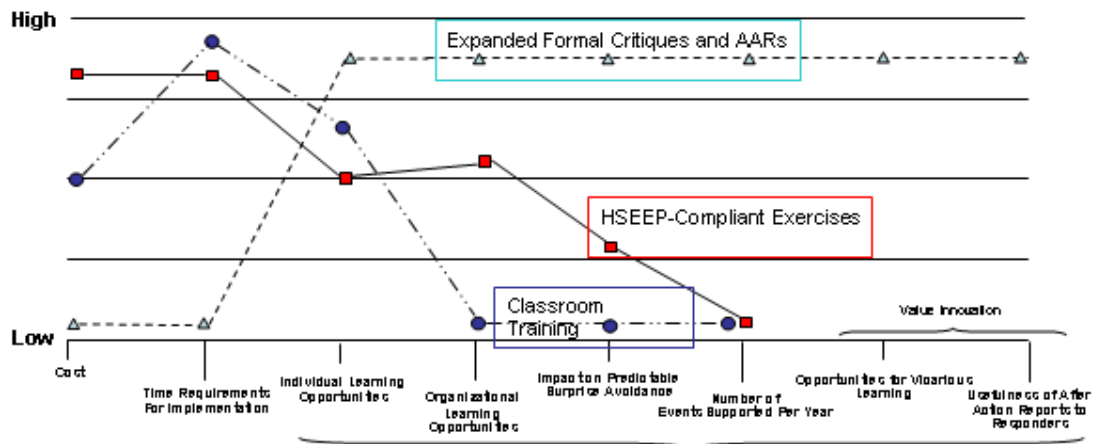 High
Expanded Formal Critiques and AARs
HSEEP-Compliant Exercises
Classroom
Training
Value Innovation
Low
Cost
Time Requirements
For Implementation
Individual Learning
Opportunities
Organizational
Learning
Opportunities
Impact on Predictable
Surprise Avoidance
Number of
Events Supported Per Year
Opportunities for Vicarious
Learning
Usefulness of After
Action Reports to
Responders